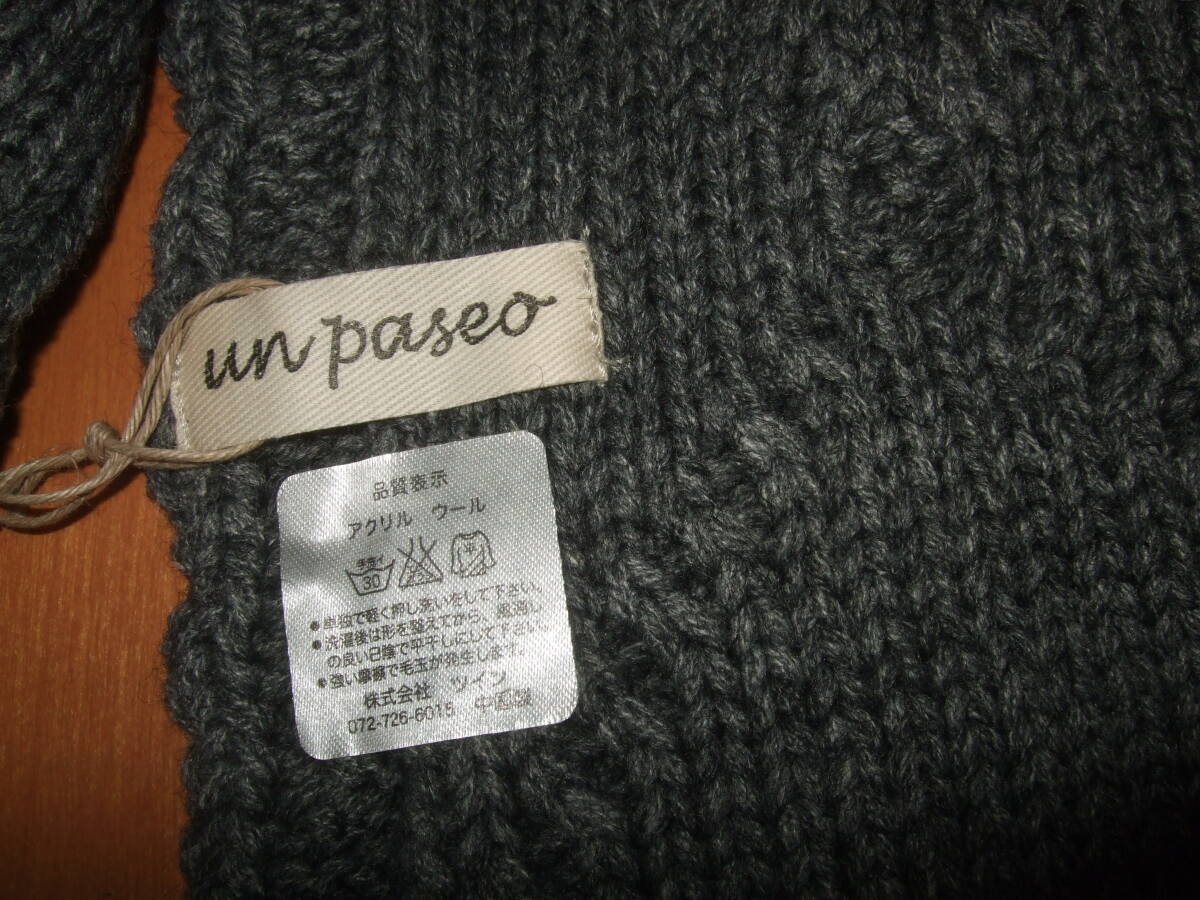 un paseo
品質表示
アクリル ウール
手洗イ
30
平
●単独で軽く押し洗いをして下さい。
●洗濯後は形を整えてから、風通し
の良い日陰で平干しにして下さい。
●強い摩擦で毛玉が発生します。
株式会社 ツイン
072-726-6015 中国製